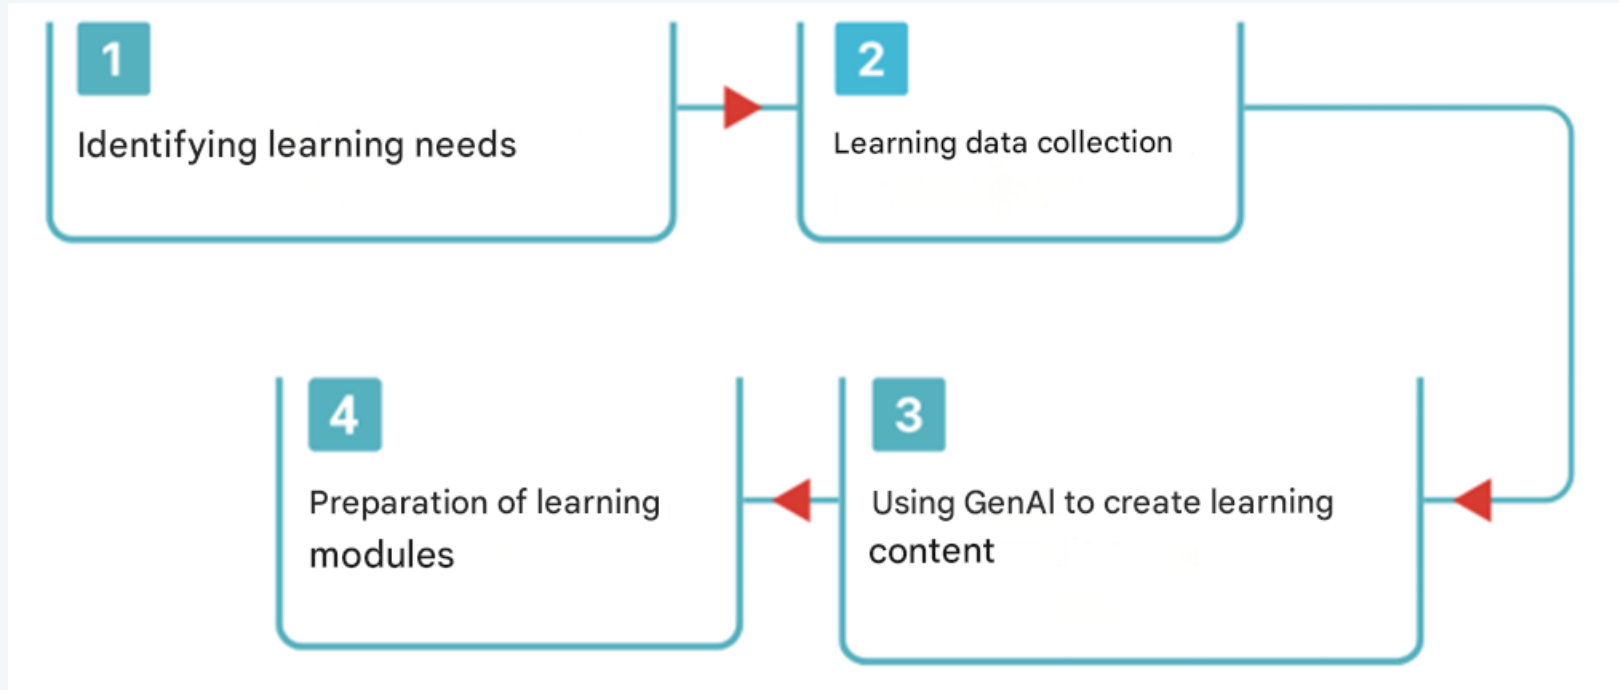 1
Identifying learning needs
2
Learning data collection
3
Using GenAI to create learning
content
4
Preparation of learning
modules